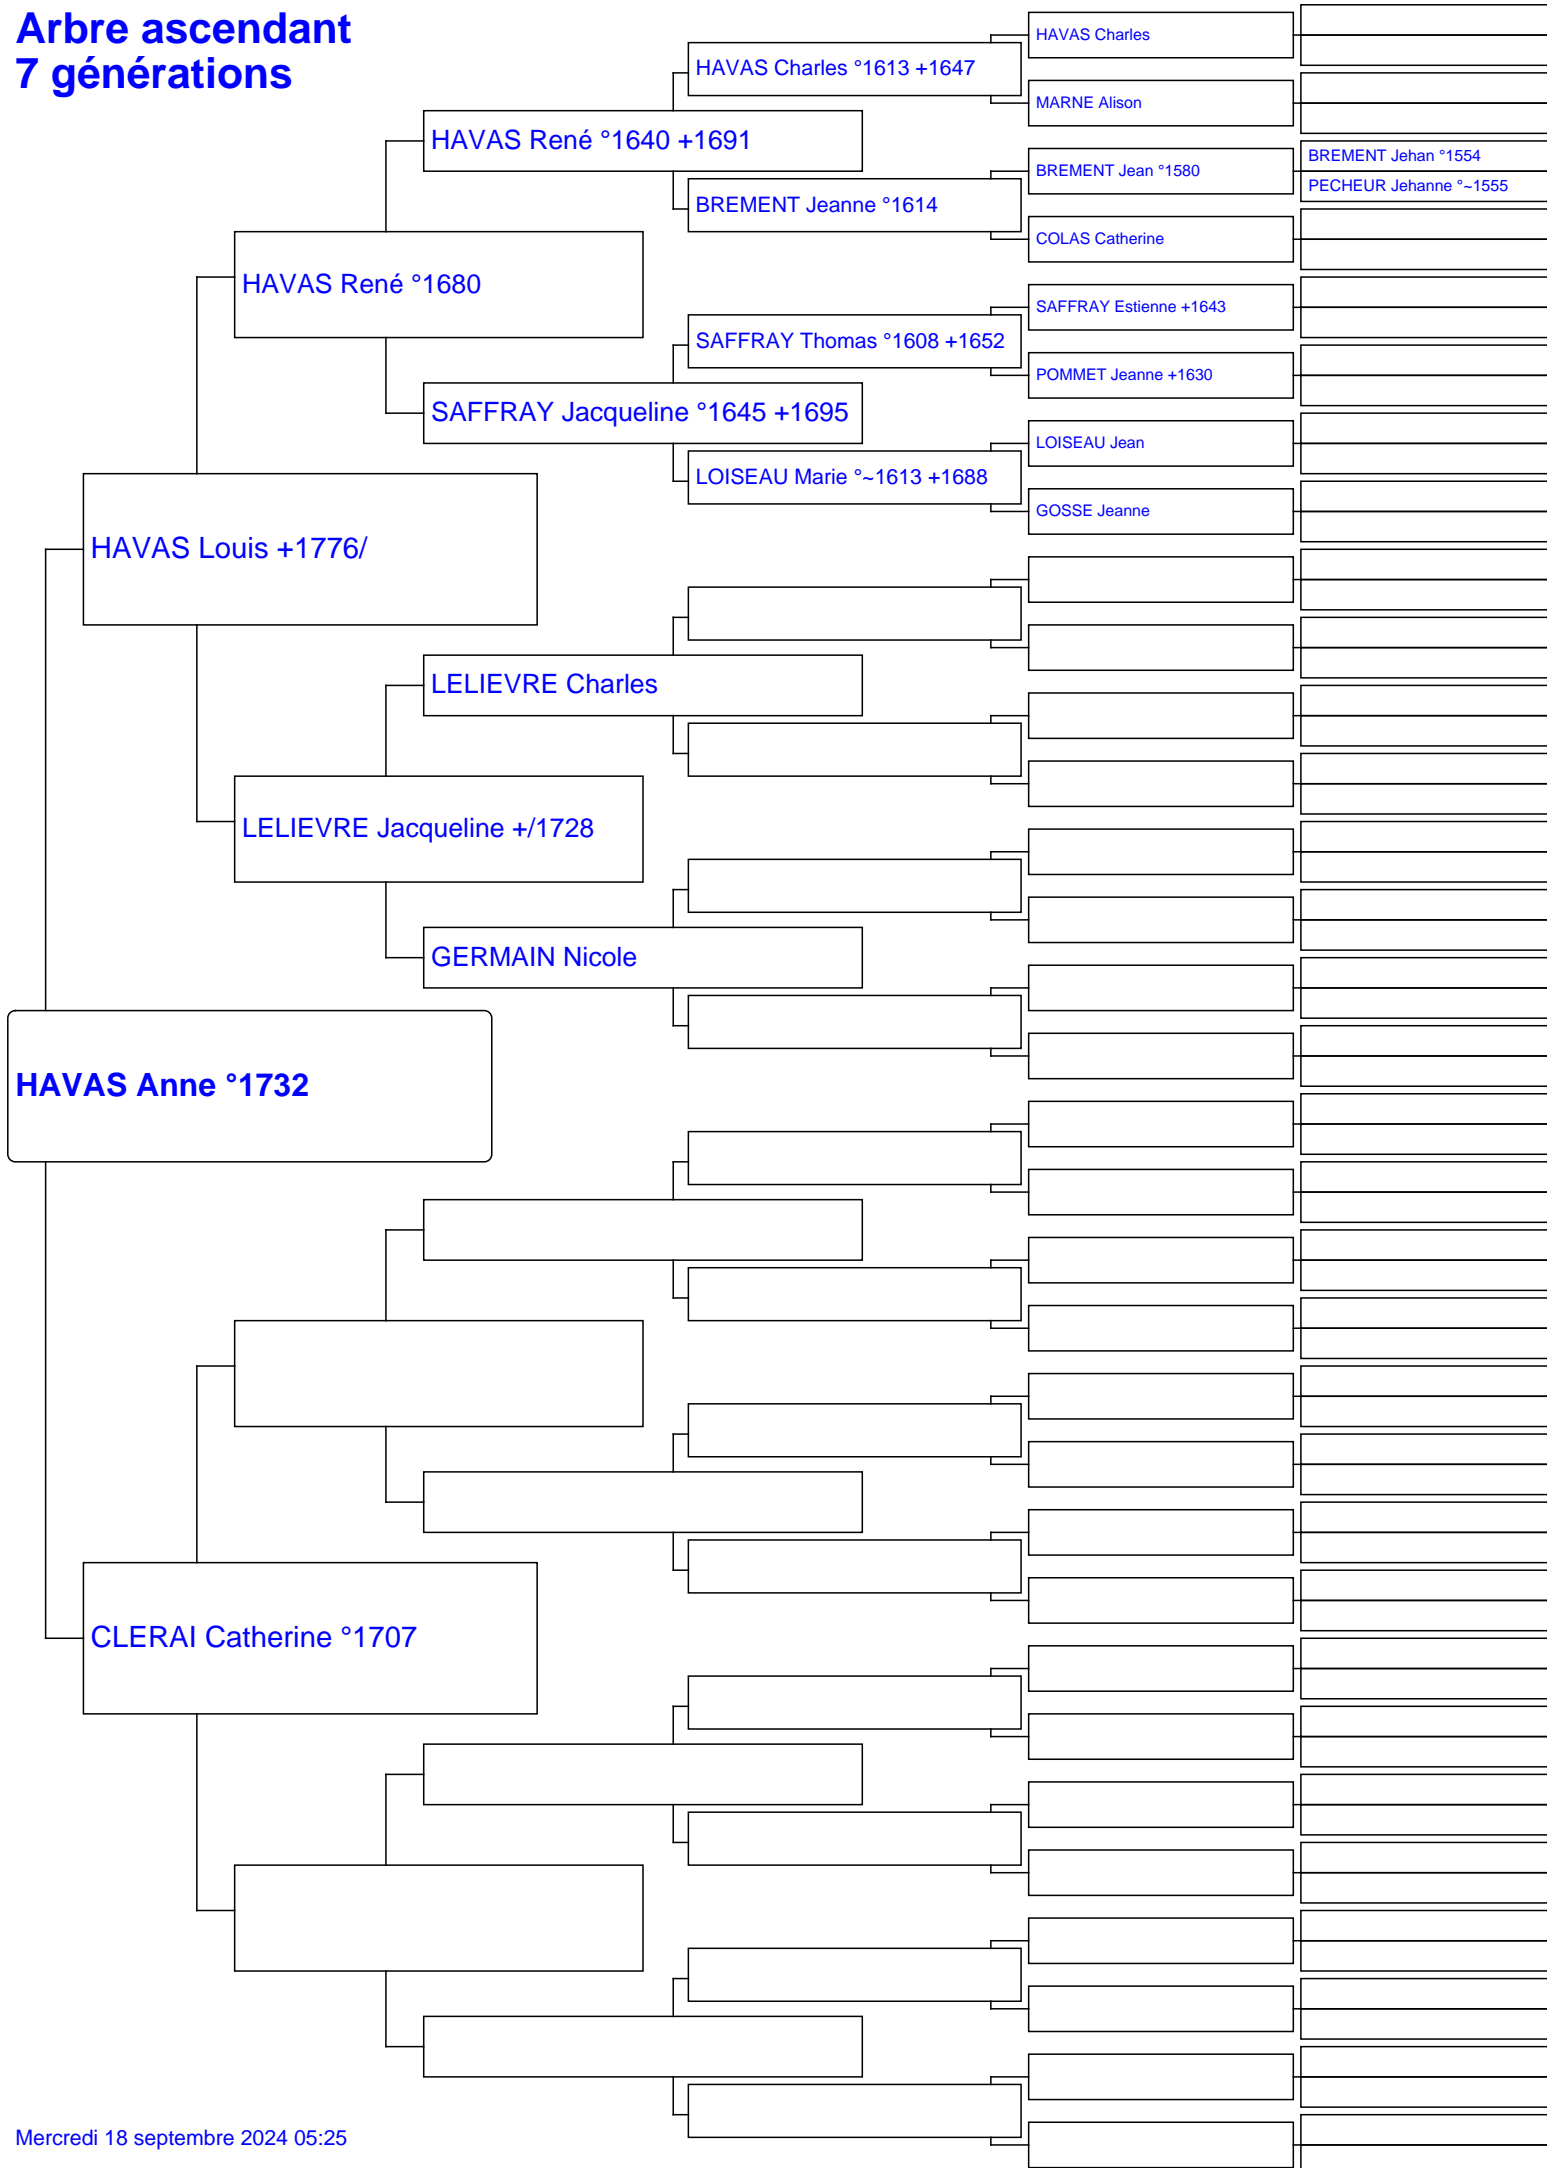 Arbre ascendant
7 générations
HAVAS Charles
HAVAS Charles °1613 +1647
MARNE Alison
HAVAS René °1640 +1691
BREMENT Jehan °1554
BREMENT Jean °1580
PECHEUR Jehanne °~1555
BREMENT Jeanne °1614
COLAS Catherine
HAVAS René °1680
SAFFRAY Estienne +1643
SAFFRAY Thomas °1608 +1652
POMMET Jeanne +1630
SAFFRAY Jacqueline °1645 +1695
LOISEAU Jean
LOISEAU Marie °~1613 +1688
GOSSE Jeanne
HAVAS Louis +1776/
LELIEVRE Charles
LELIEVRE Jacqueline +/1728
GERMAIN Nicole
HAVAS Anne °1732
CLERAI Catherine °1707
Mercredi 18 septembre 2024 05:25